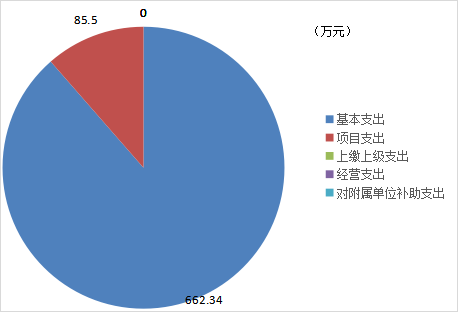 0
85.5
（万元）
基本支出
项目支出
上缴上级支出
经营支出
对附属单位补助支出
662.34